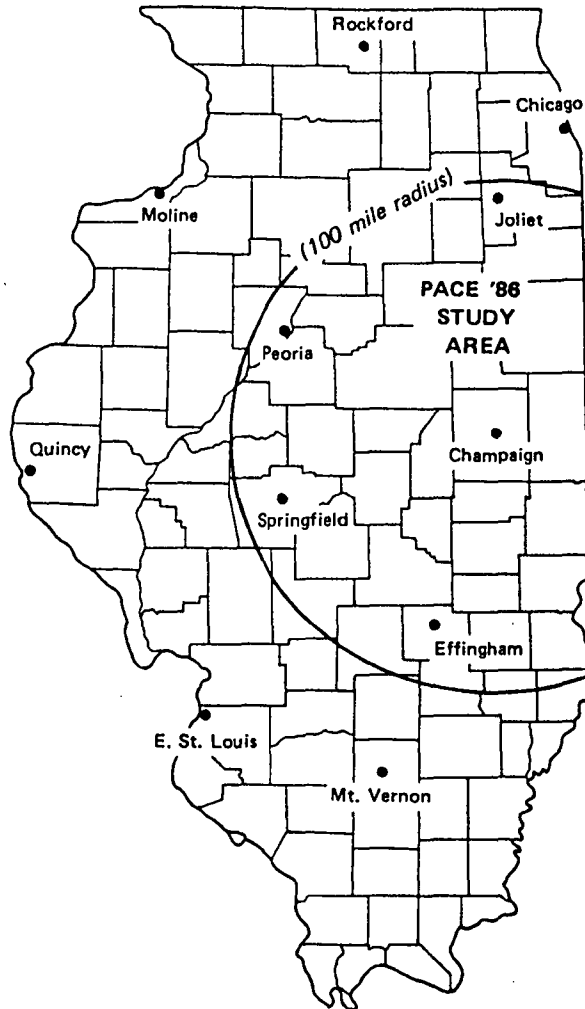 Rockford
Chicago
Moline
(100 mile radius)
Joliet
PACE '86
STUDY
AREA
Peoria
Quincy
Champaign
Springfield
Effingham
E. St. Louis
Mt. Vernon